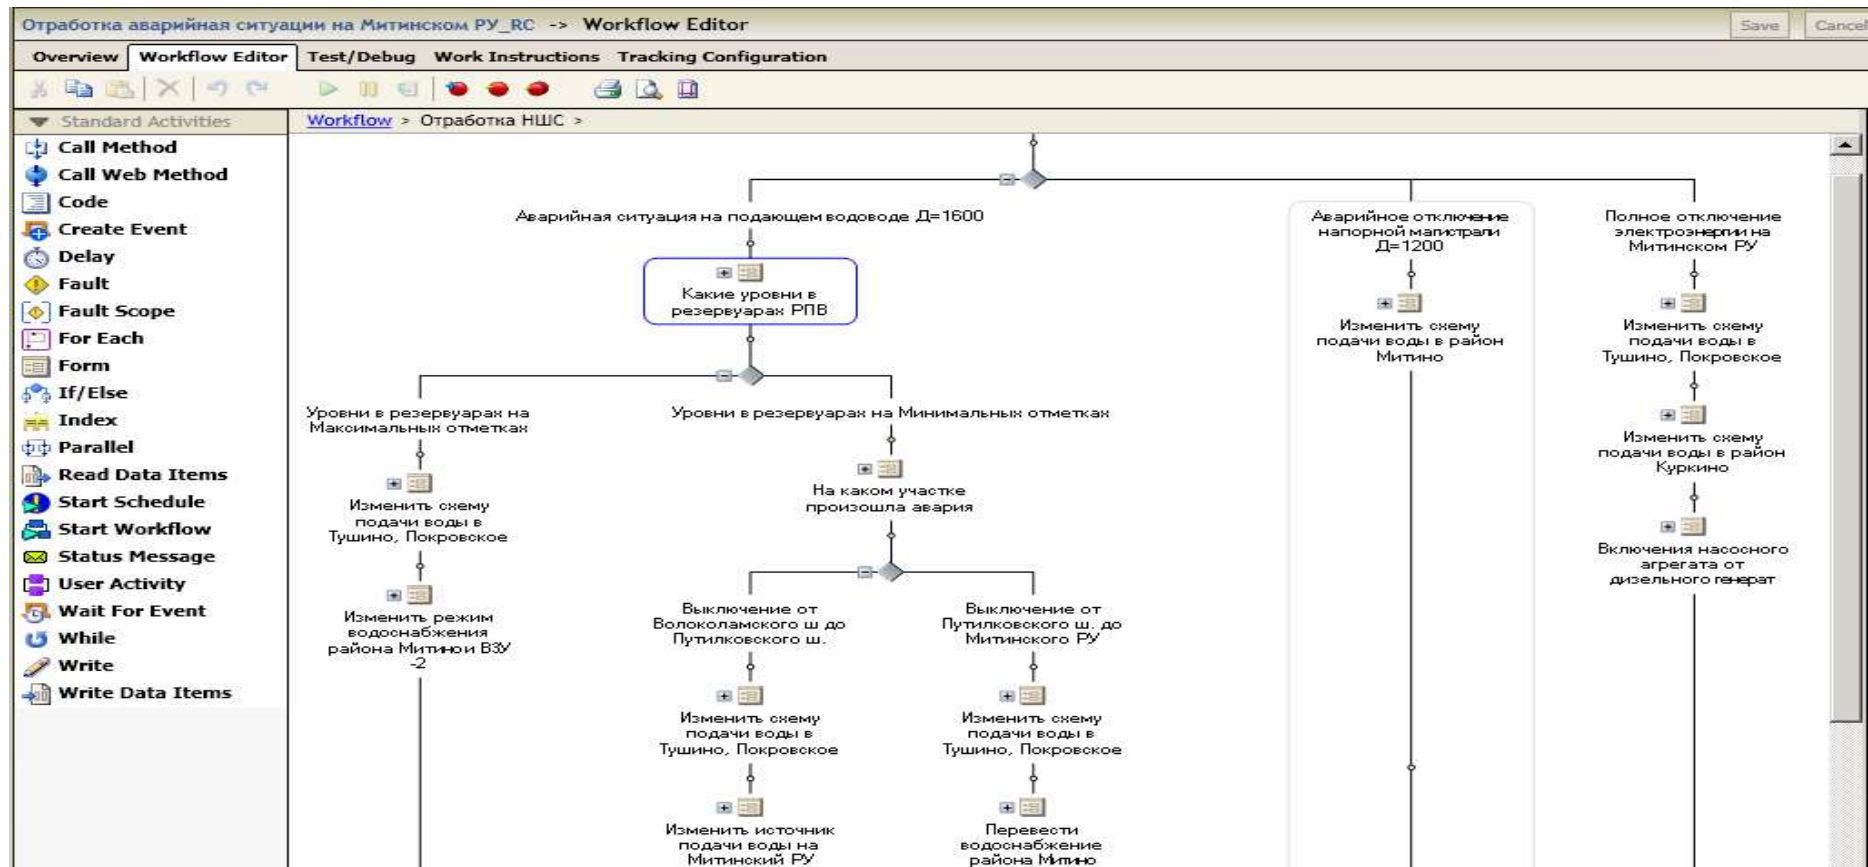 Отработка аварийная ситуации на Митинском РУ_RC -> Workflow Editor
Save
Cancel
Overview
Workflow Editor
Test/Debug
Work Instructions
Tracking Configuration
Standard Activities
Workflow > Отработка НШС >
Call Method
Call Web Method
Code
Create Event
Delay
Fault
Fault Scope
For Each
Form
If/Else
Index
Parallel
Read Data Items
Start Schedule
Start Workflow
Status Message
User Activity
Wait For Event
While
Write
Write Data Items
Аварийная ситуация на подающем водоводе Д=1600
Какие уровни в
резервуарах РПВ
Уровни в резервуарах на
Максимальных отметках
Изменить схему
подачи воды в
Тушино, Покровское
Изменить режим
водоснабжения
района Митино и ВЗУ
-2
Уровни в резервуарах на Минимальных отметках
На каком участке
произошла авария
Выключение от
Волоколамского ш до
Путилковского ш.
Изменить схему
подачи воды в
Тушино, Покровское
Изменить источник
подачи воды на
Митинский РУ
Выключение от
Путилковского ш. до
Митинского РУ
Изменить схему
подачи воды в
Тушино, Покровское
Перевести
водоснабжение
района Митино
Аварийное отключение
напорной магистрали
Д=1200
Изменить схему
подачи воды в район
Митино
Полное отключение
электроэнергии на
Митинском РУ
Изменить схему
подачи воды в
Тушино, Покровское
Изменить схему
подачи воды в район
Куркино
Включения насосного
агрегата от
дизельного генерат